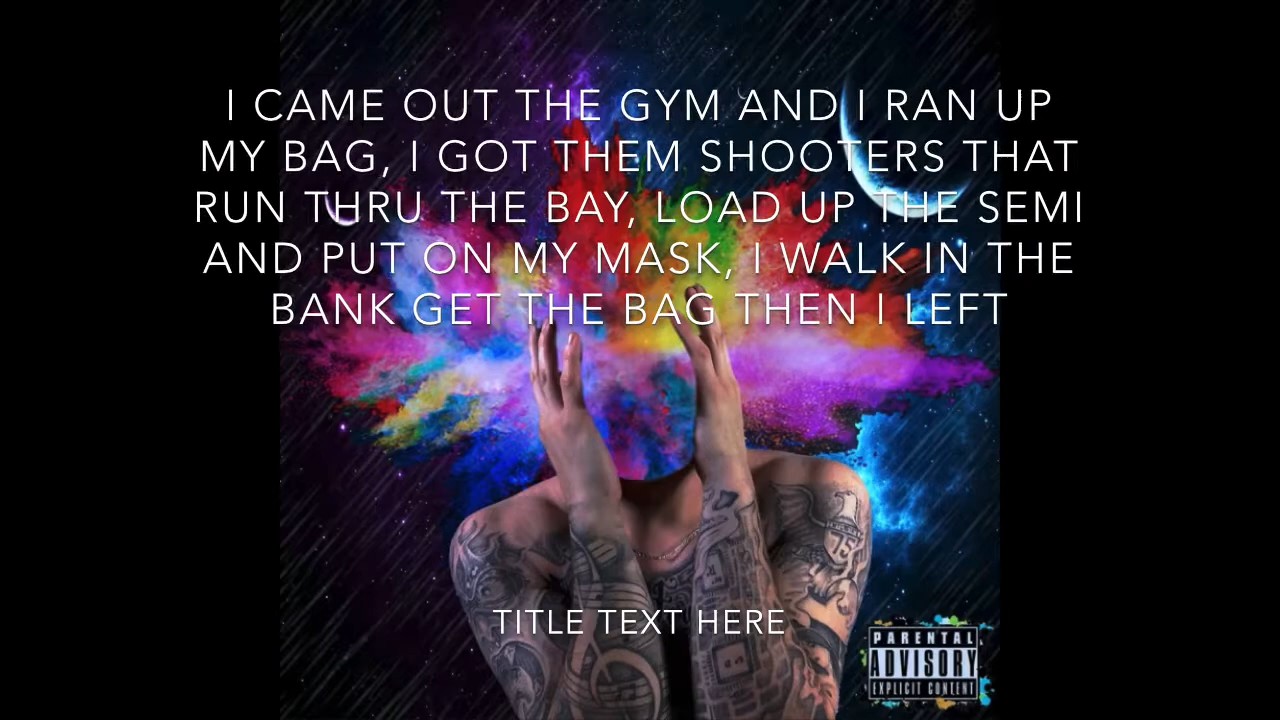 I CAME OUT THE GYM AND I RAN UP
MY BAG, I GOT THEM SHOOTERS THAT
RUN THRU THE BAY, LOAD UP THE SEMI
AND PUT ON MY MASK, I WALK IN THE
BANK GET THE BAG THEN I LEFT
75
TITLE TEXT HERE
PARENTAL
ADVISORY
EXPLICIT CONTENT